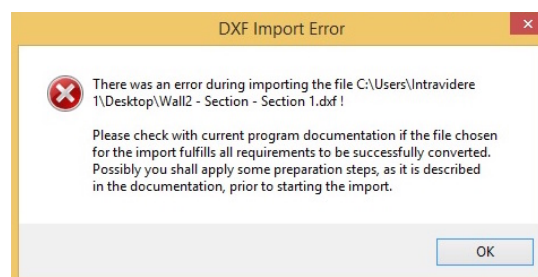 DXF Import Error
There was an error during importing the file C:\Users\Intravidere
1\Desktop\Wall2 - Section - Section 1.dxf !
Please check with current program documentation if the file chosen
for the import fulfills all requirements to be successfully converted.
Possibly you shall apply some preparation steps, as it is described
in the documentation, prior to starting the import.
OK